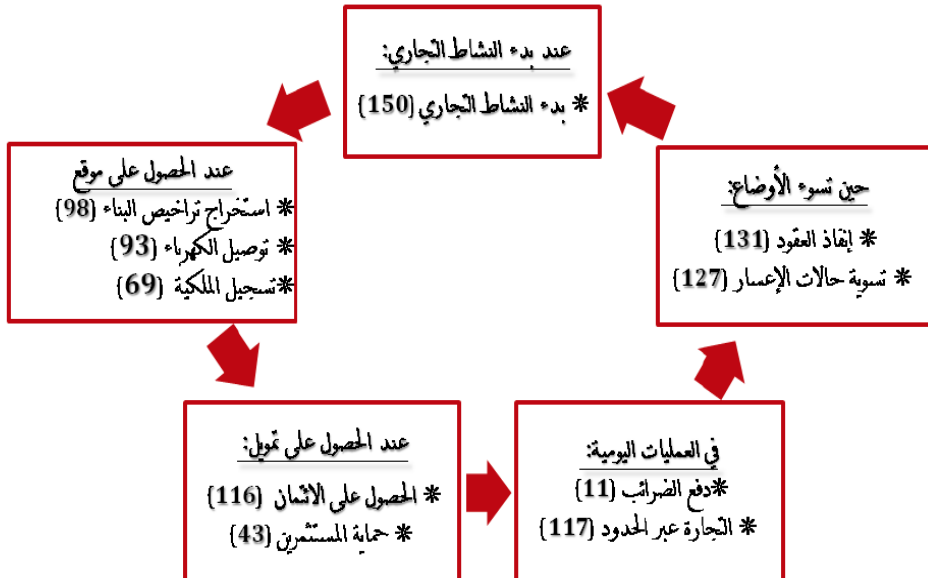 عند بدء النشاط التجاري:
* بدء النشاط التجاري (150)
عند الحصول على موقع
* استخراج تراخيص البناء (98)
* توصيل الكهرباء (93)
*تسجيل الملكية (69)
عند الحصول على تمويل:
* الحصول على الائتمان (116)
* حماية المستثمرين (43)
في العمليات اليومية:
*دفع الضرائب (11)
* التجارة عبر الحدود (117)
حين تسوء الأوضاع:
* إنفاذ العقود (131)
* تسوية حالات الإعسار (127)